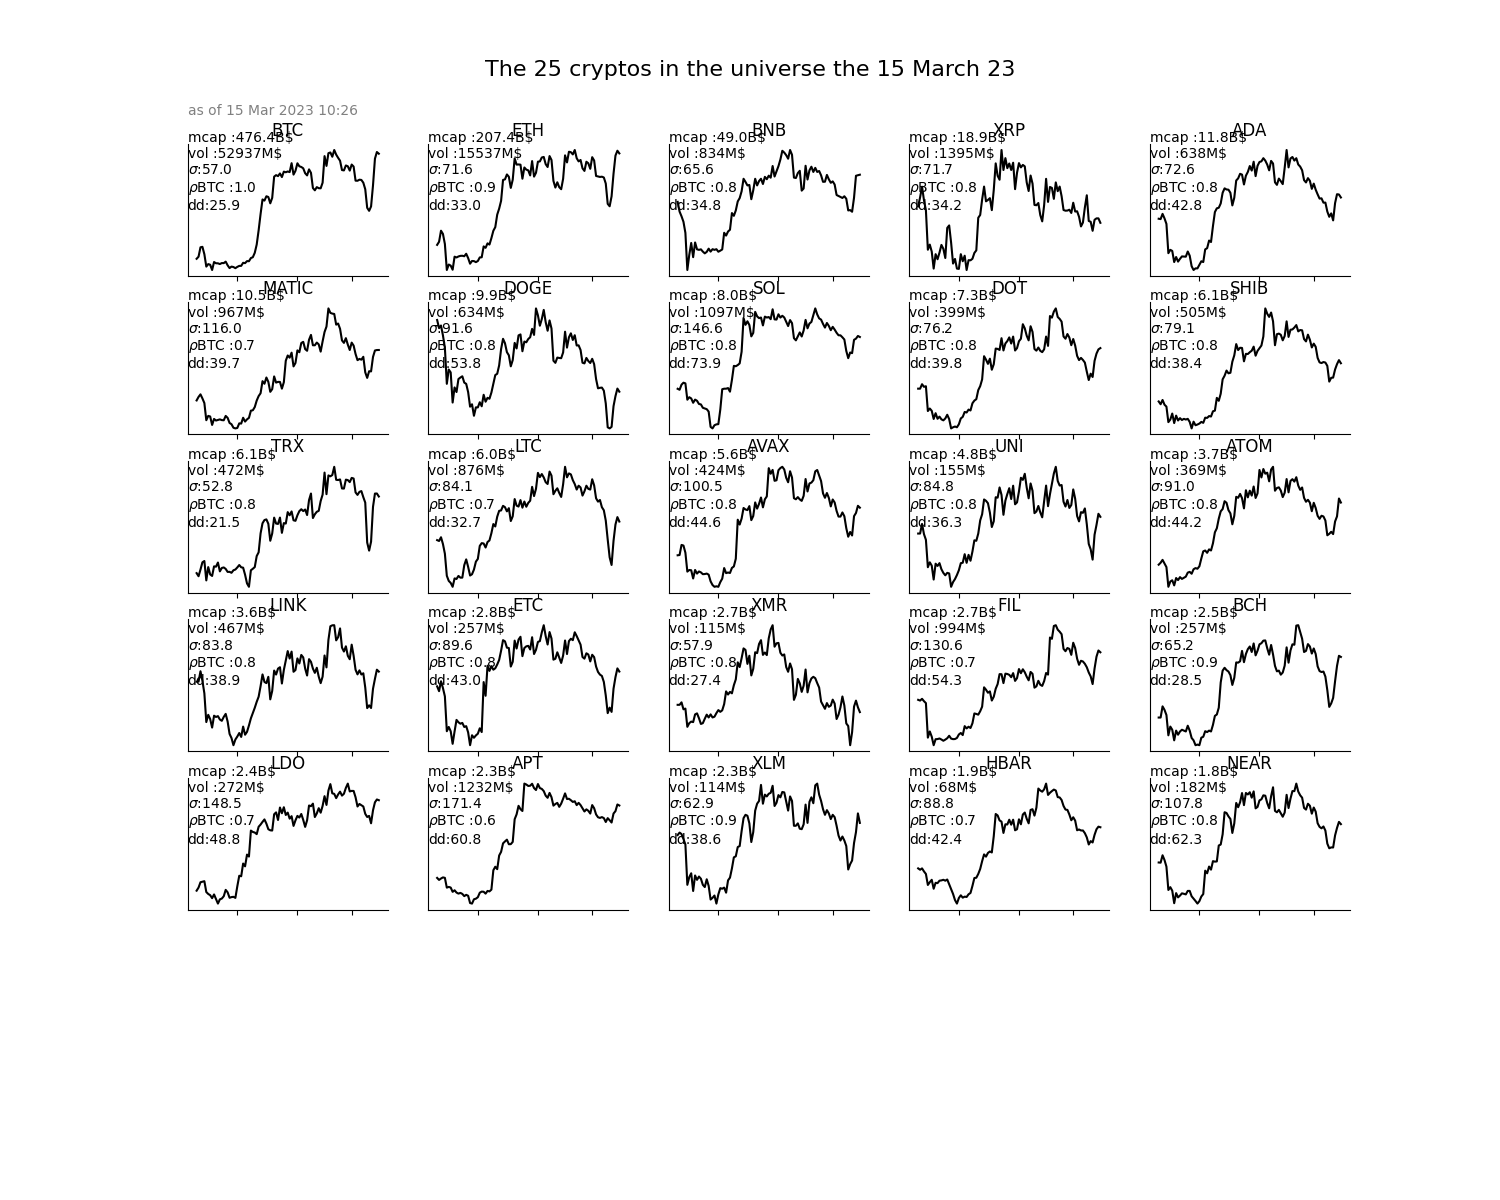 The 25 cryptos in the universe the 15 March 23
as of 15 Mar 2023 10:26
BTC
mcap :476.4B$
vol :52937M$
σ:57.0
ρBTC :1.0
dd:25.9
ETH
mcap :207.4B$
vol :15537M$
σ:71.6
ρBTC :0.9
dd:33.0
BNB
mcap :49.0B$
vol :834M$
σ:65.6
ρBTC :0.8
dd:34.8
XRP
mcap :18.9B$
vol :1395M$
σ:71.7
ρBTC :0.8
dd:34.2
ADA
mcap :11.8B$
vol :638M$
σ:72.6
ρBTC :0.8
dd:42.8
MATIC
mcap :10.5B$
vol :967M$
σ:116.0
ρBTC :0.7
dd:39.7
DOGE
mcap :9.9B$
vol :634M$
σ:91.6
ρBTC :0.8
dd:53.8
SOL
mcap :8.0B$
vol :1097M$
σ:146.6
ρBTC :0.8
dd:73.9
DOT
mcap :7.3B$
vol :399M$
σ:76.2
ρBTC :0.8
dd:39.8
SHIB
mcap :6.1B$
vol :505M$
σ:79.1
ρBTC :0.8
dd:38.4
TRX
mcap :6.1B$
vol :472M$
σ:52.8
ρBTC :0.8
dd:21.5
LTC
mcap :6.0B$
vol :876M$
σ:84.1
ρBTC :0.7
dd:32.7
AVAX
mcap :5.6B$
vol :424M$
σ:100.5
ρBTC :0.8
dd:44.6
UNI
mcap :4.8B$
vol :155M$
σ:84.8
ρBTC :0.8
dd:36.3
ATOM
mcap :3.7B$
vol :369M$
σ:91.0
ρBTC :0.8
dd:44.2
LINK
mcap :3.6B$
vol :467M$
σ:83.8
ρBTC :0.8
dd:38.9
ETC
mcap :2.8B$
vol :257M$
σ:89.6
ρBTC :0.8
dd:43.0
XMR
mcap :2.7B$
vol :115M$
σ:57.9
ρBTC :0.8
dd:27.4
FIL
mcap :2.7B$
vol :994M$
σ:130.6
ρBTC :0.7
dd:54.3
BCH
mcap :2.5B$
vol :257M$
σ:65.2
ρBTC :0.9
dd:28.5
LDO
mcap :2.4B$
vol :272M$
σ:148.5
ρBTC :0.7
dd:48.8
APT
mcap :2.3B$
vol :1232M$
σ:171.4
ρBTC :0.6
dd:60.8
XLM
mcap :2.3B$
vol :114M$
σ:62.9
ρBTC :0.9
dd:38.6
HBAR
mcap :1.9B$
vol :68M$
σ:88.8
ρBTC :0.7
dd:42.4
NEAR
mcap :1.8B$
vol :182M$
σ:107.8
ρBTC :0.8
dd:62.3